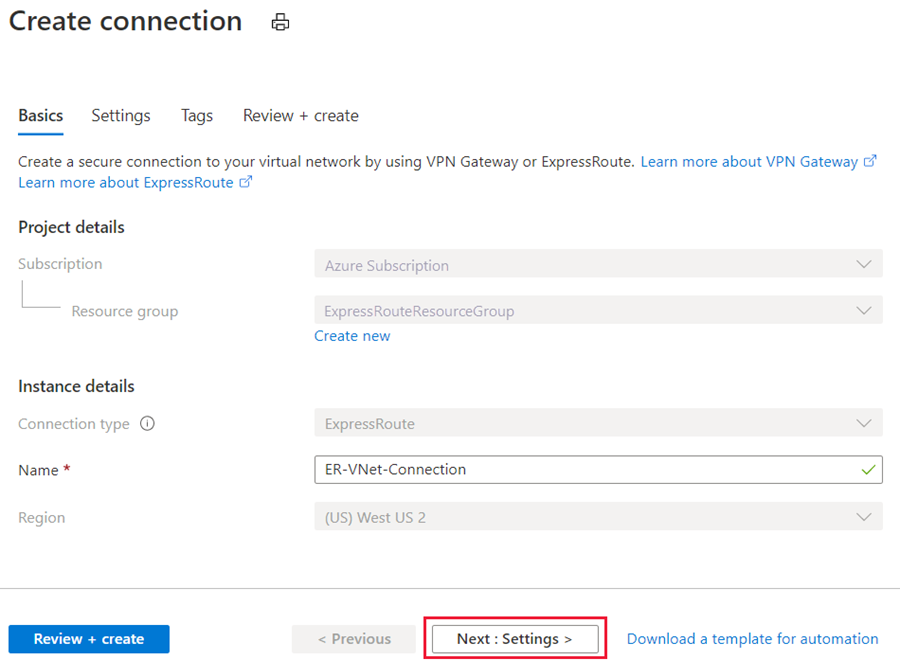 Create connection
Basics Settings Tags Review + create
Create a secure connection to your virtual network by using VPN Gateway or ExpressRoute. Learn more about VPN Gateway
Learn more about ExpressRoute
Project details
Subscription Azure Subscription
Resource group ExpressRouteResourceGroup
Create new
Instance details
Connection type ExpressRoute
Name * ER-VNet-Connection
Region (US) West US 2
Review + create < Previous Next : Settings > Download a template for automation